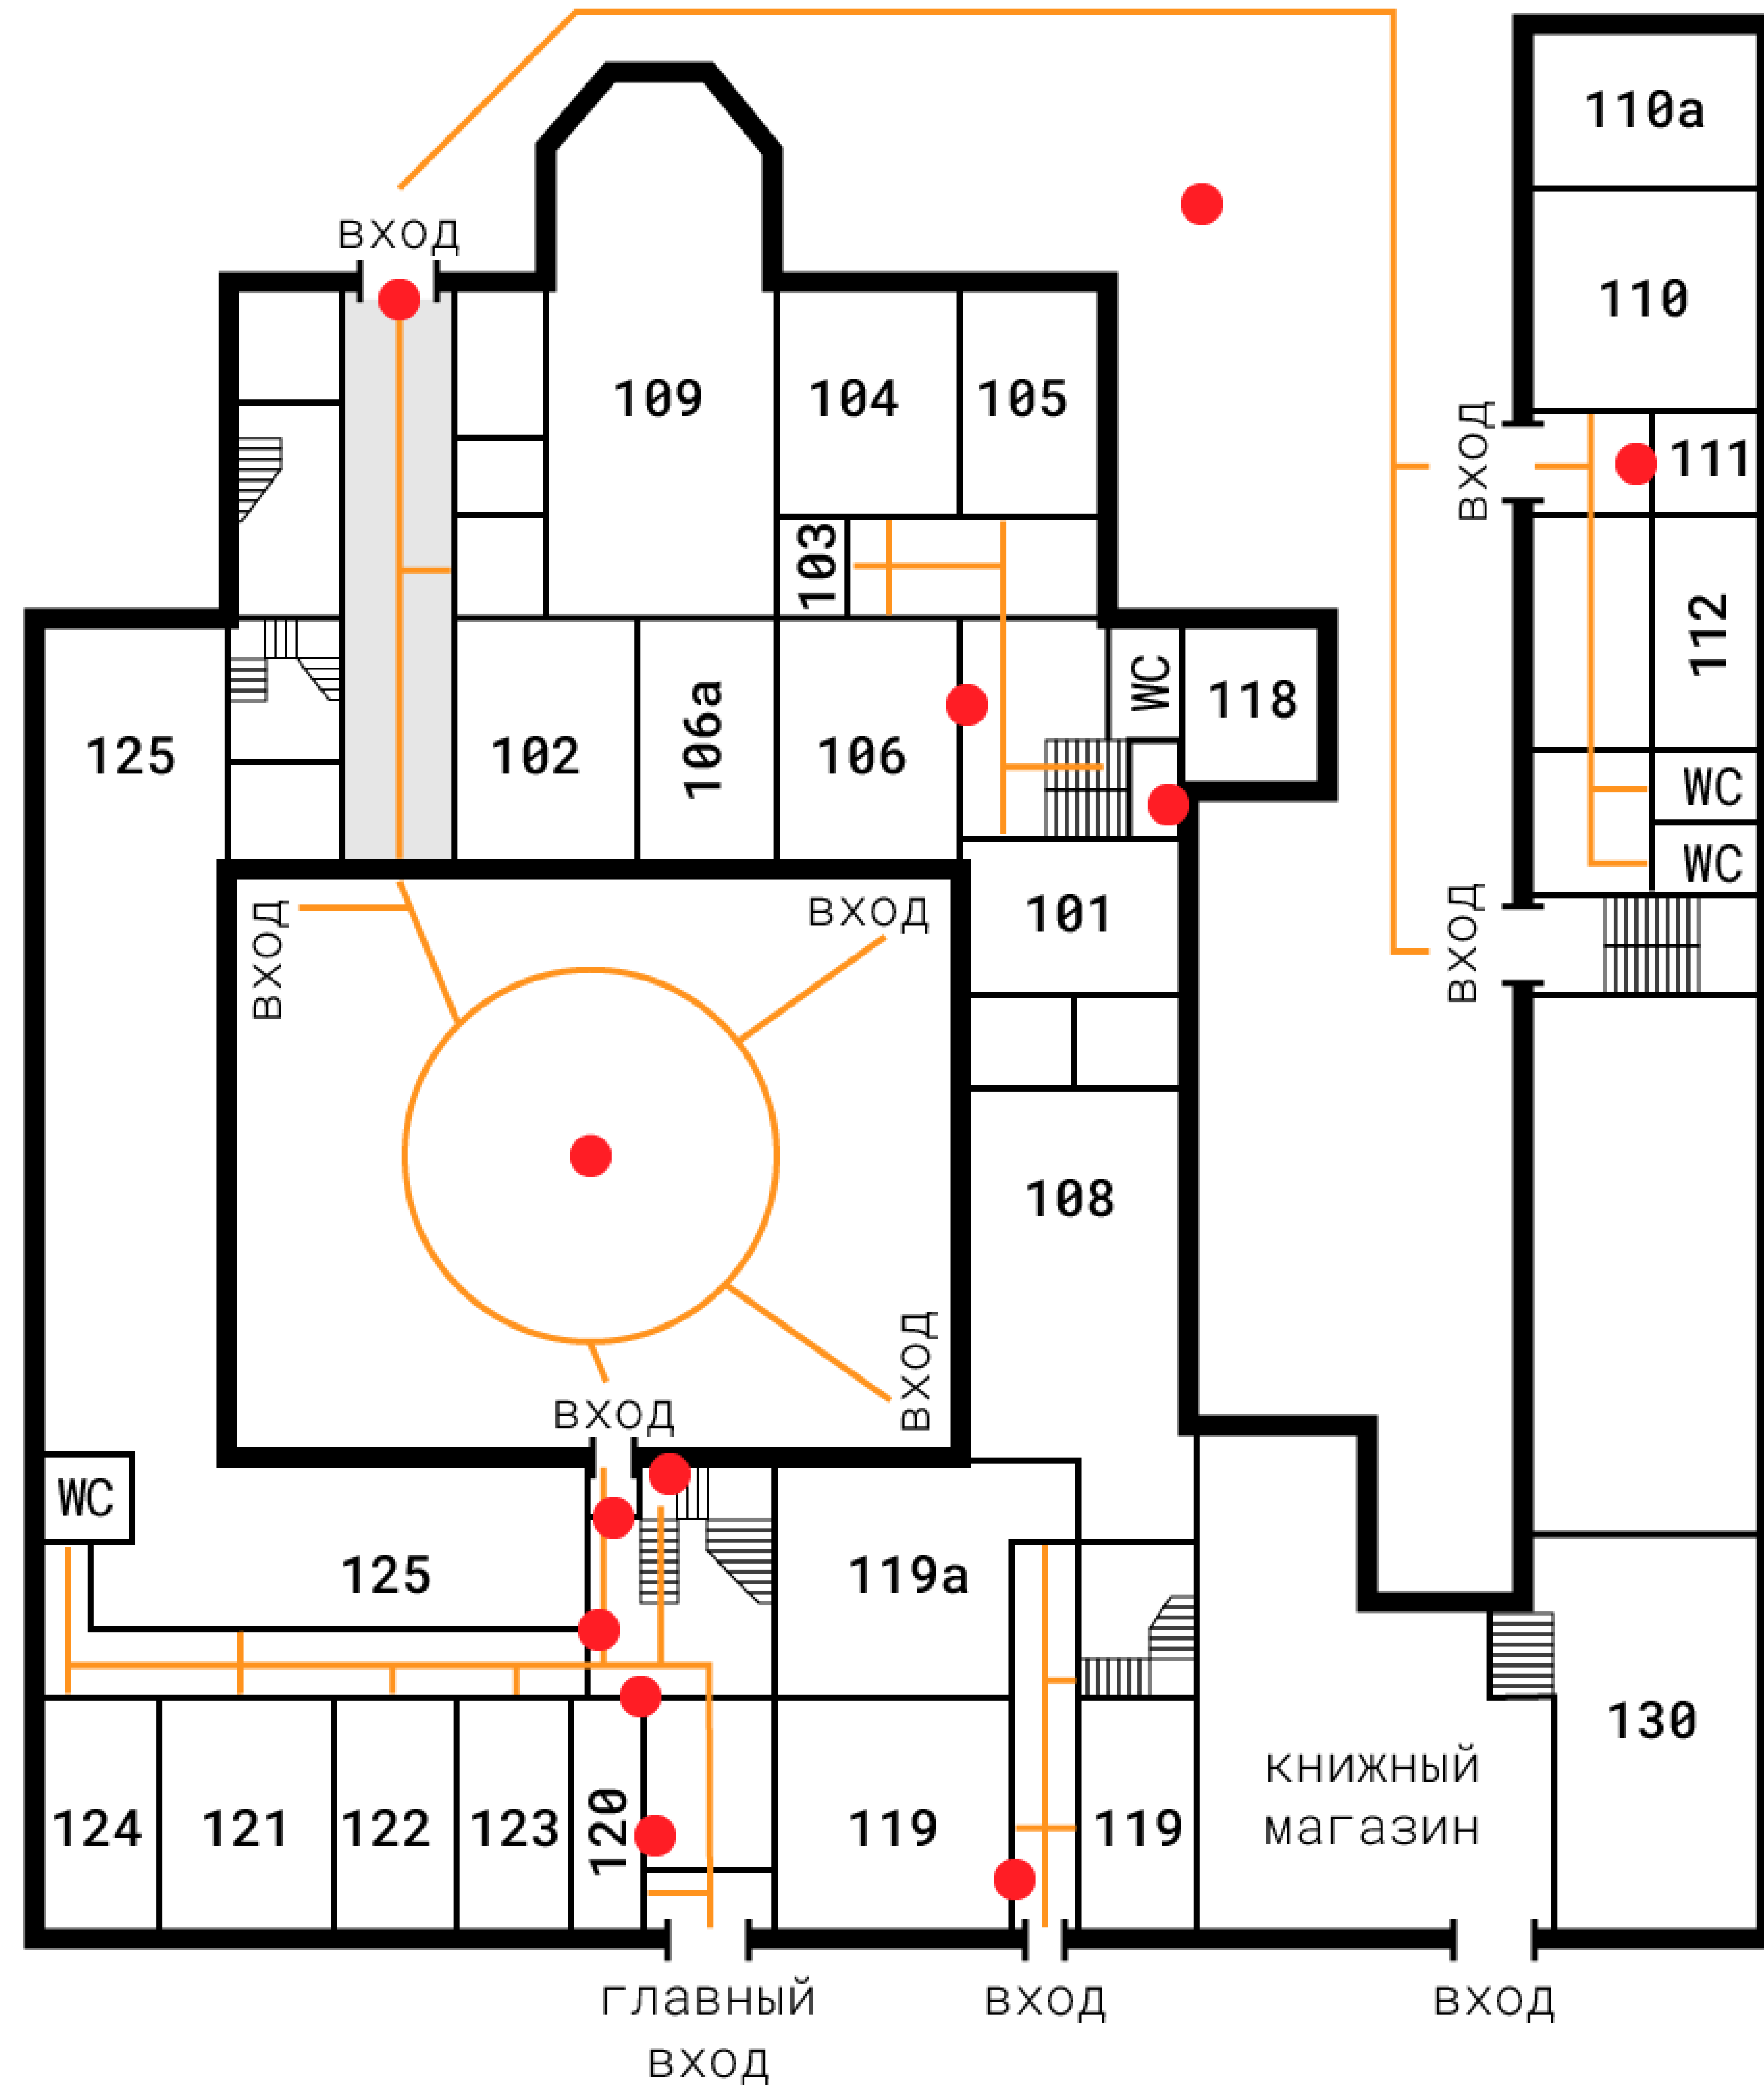 110а
вход
110
109
104
105
вход
111
103
112
WC
118
125
102
106а
106
WC
WC
вход
вход
101
вход
108
вход
вход
WC
125
119а
130
книжный
магазин
124
121
122
123
120
119
119
главный
вход
вход
вход